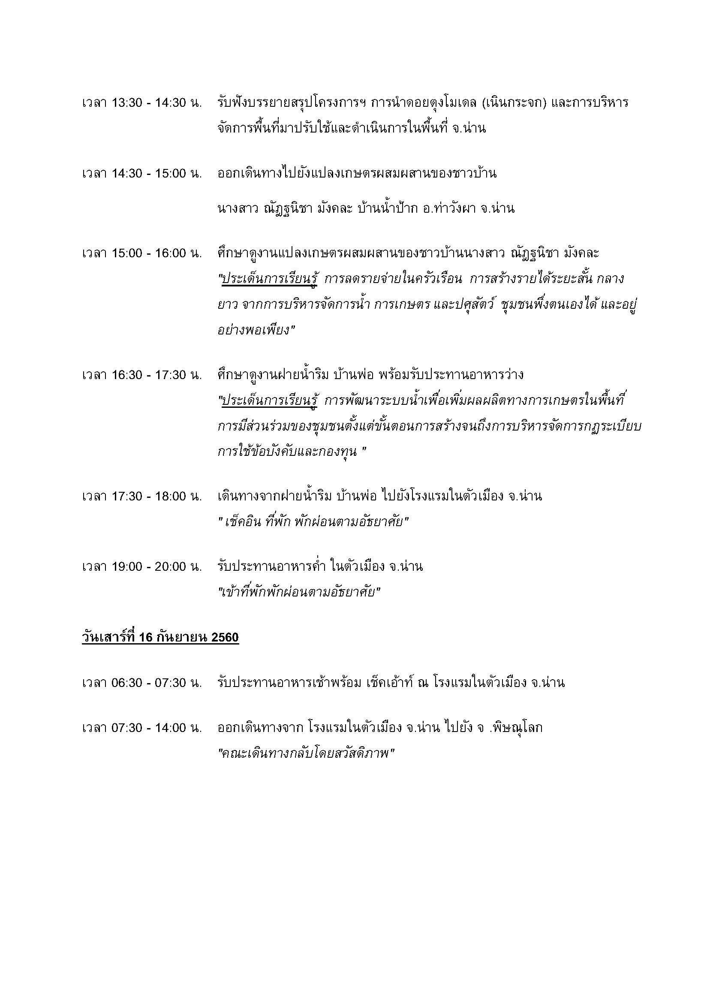 เวลา 13:30 - 14:30 น. รับฟังบรรยายสรุปโครงการฯ การนำดอยตุงโมเดล (เนินกระจก) และการบริหาร
จัดการพื้นที่มาปรับใช้และดำเนินการในพื้นที่ จ.น่าน
เวลา 14:30 - 15:00 น. ออกเดินทางไปยังแปลงเกษตรผสมผสานของชาวบ้าน
นางสาว ณัฎฐนิชา มังคละ บ้านน้ำป้าก อ.ท่าวังผา จ.น่าน
เวลา 15:00 - 16:00 น. ศึกษาดูงานแปลงเกษตรผสมผสานของชาวบ้านนางสาว ณัฎฐนิชา มังคละ
"ประเด็นการเรียนรู้ การลดรายจ่ายในครัวเรือน การสร้างรายได้ระยะสั้น กลาง
ยาว จากการบริหารจัดการน้ำ การเกษตร และปศุสัตว์ ชุมชนพึ่งตนเองได้ และอยู่
อย่างพอเพียง"
เวลา 16:30 - 17:30 น. ศึกษาดูงานฝายน้ำริม บ้านพ่อ พร้อมรับประทานอาหารว่าง
"ประเด็นการเรียนรู้ การพัฒนาระบบน้ำเพื่อเพิ่มผลผลิตทางการเกษตรในพื้นที่
การมีส่วนร่วมของชุมชนตั้งแต่ขั้นตอนการสร้างจนถึงการบริหารจัดการกฏระเบียบ
การใช้ข้อบังคับและกองทุน "
เวลา 17:30 - 18:00 น. เดินทางจากฝายน้ำริม บ้านพ่อ ไปยังโรงแรมในตัวเมือง จ.น่าน
" เช็คอิน ที่พัก พักผ่อนตามอัธยาศัย"
เวลา 19:00 - 20:00 น. รับประทานอาหารค่ำ ในตัวเมือง จ.น่าน
"เข้าที่พักพักผ่อนตามอัธยาศัย"
วันเสาร์ที่ 16 กันยายน 2560
เวลา 06:30 - 07:30 น. รับประทานอาหารเช้าพร้อม เช็คเอ้าท์ ณ โรงแรมในตัวเมือง จ.น่าน
เวลา 07:30 - 14:00 น. ออกเดินทางจาก โรงแรมในตัวเมือง จ.น่าน ไปยัง จ .พิษณุโลก
"คณะเดินทางกลับโดยสวัสดิภาพ"